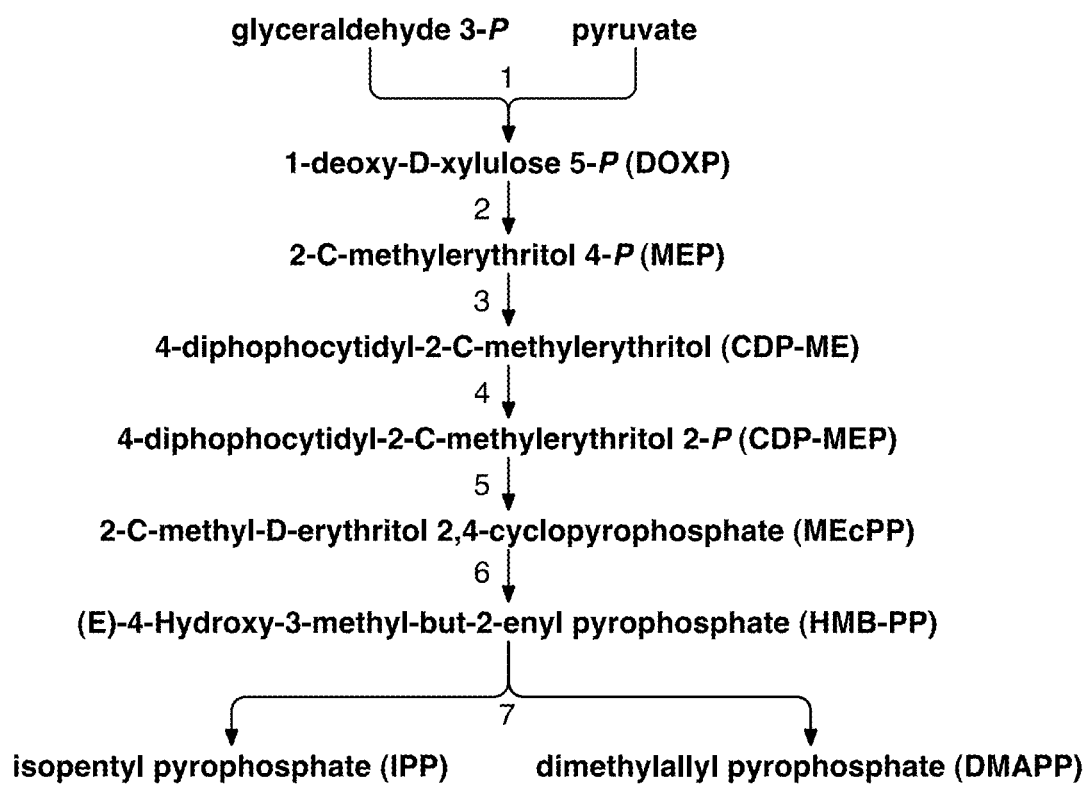 glyceraldehyde 3-P pyruvate
1
1-deoxy-D-xylulose 5-P (DOXP)
2
2-C-methylerythritol 4-P (MEP)
3
4-diphophocytidyl-2-C-methylerythritol (CDP-ME)
4
4-diphophocytidyl-2-C-methylerythritol 2-P (CDP-MEP)
5
2-C-methyl-D-erythritol 2,4-cyclopyrophosphate (MEcPP)
6
(E)-4-Hydroxy-3-methyl-but-2-enyl pyrophosphate (HMB-PP)
7
isopentyl pyrophosphate (IPP) dimethylallyl pyrophosphate (DMAPP)